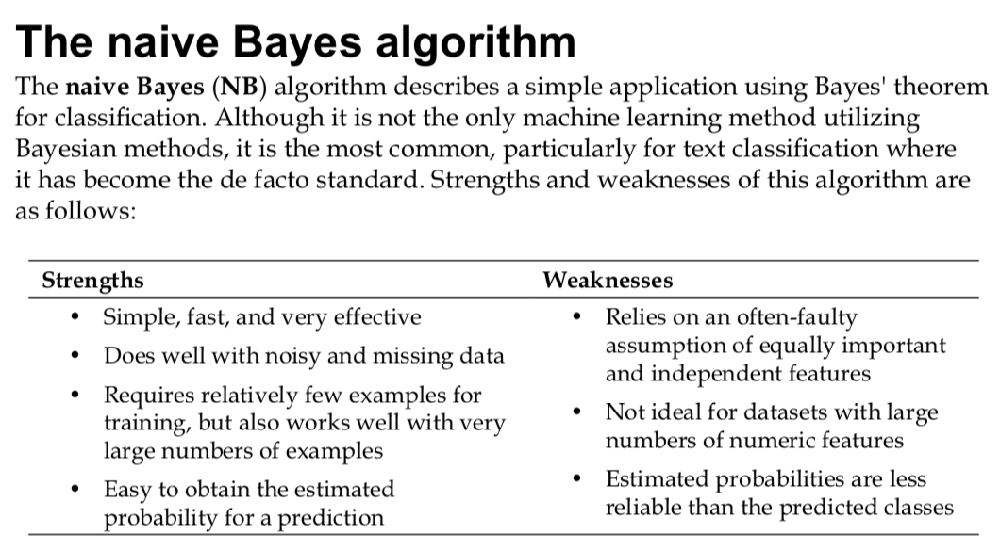 The naive Bayes algorithm
The naive Bayes (NB) algorithm describes a simple application using Bayes' theorem
for classification. Although it is not the only machine learning method utilizing
Bayesian methods, it is the most common, particularly for text classification where
it has become the de facto standard. Strengths and weaknesses of this algorithm are
as follows:
Strengths
• Simple, fast, and very effective
• Does well with noisy and missing data
• Requires relatively few examples for
training, but also works well with very
large numbers of examples
• Easy to obtain the estimated
probability for a prediction
Weaknesses
• Relies on an often-faulty
assumption of equally important
and independent features
• Not ideal for datasets with large
numbers of numeric features
• Estimated probabilities are less
reliable than the predicted classes